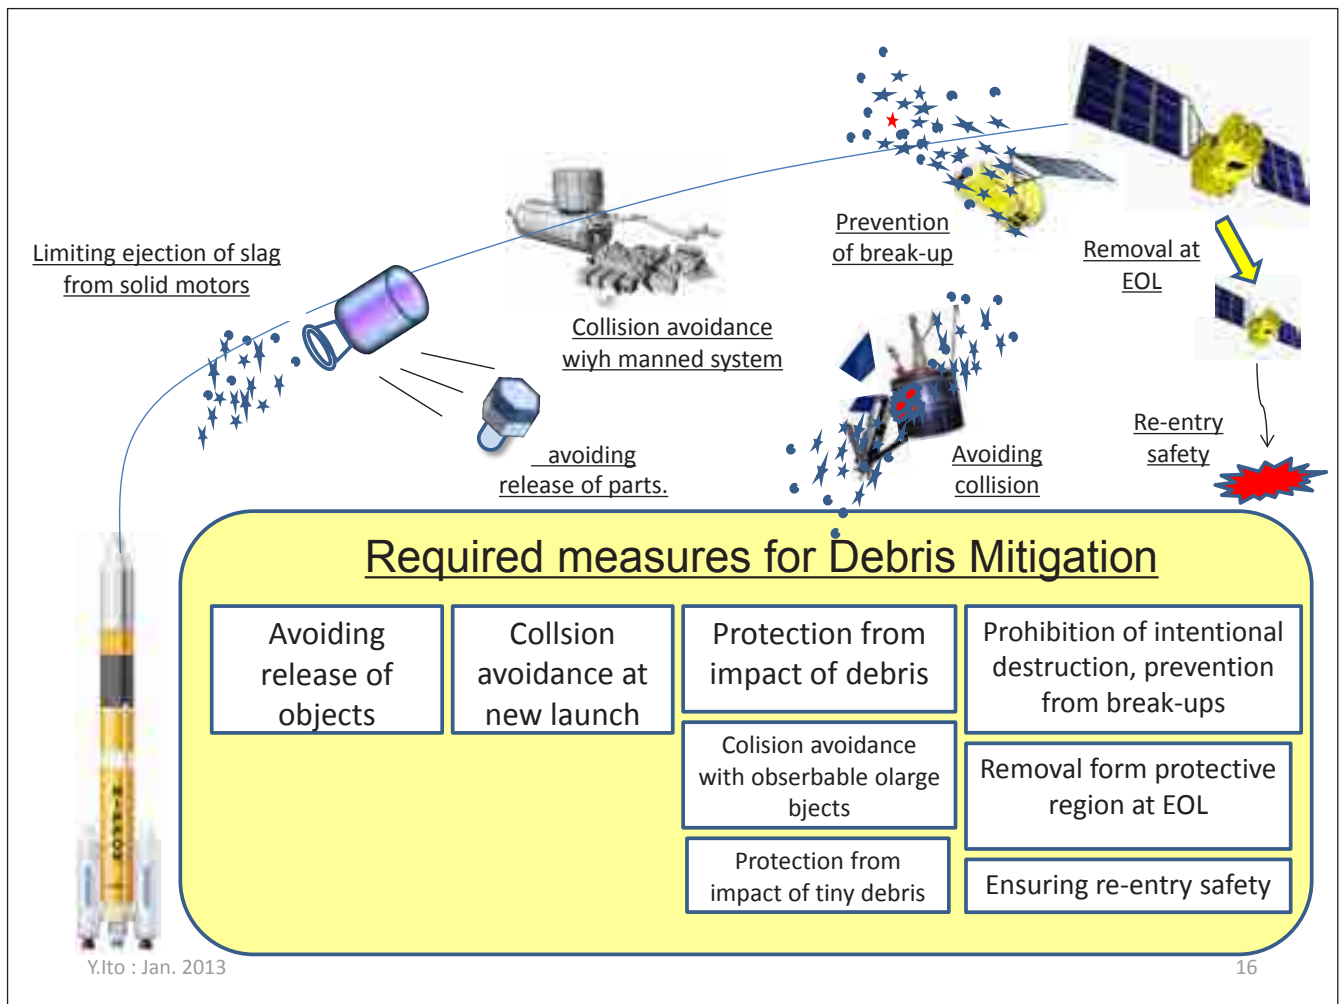 Limiting ejection of slag
from solid motors
Collision avoidance
wiyh manned system
avoiding
release of parts.
Prevention
of break-up
Removal at
EOL
Avoiding
collision
Re-entry
safety
Required measures for Debris Mitigation
Avoiding
release of
objects
Collsion
avoidance at
new launch
Protection from
impact of debris
Colision avoidance
with obserbable olarge
bjects
Protection from
impact of tiny debris
Prohibition of intentional
destruction, prevention
from break-ups
Removal form protective
region at EOL
Ensuring re-entry safety
Y.Ito : Jan. 2013
16